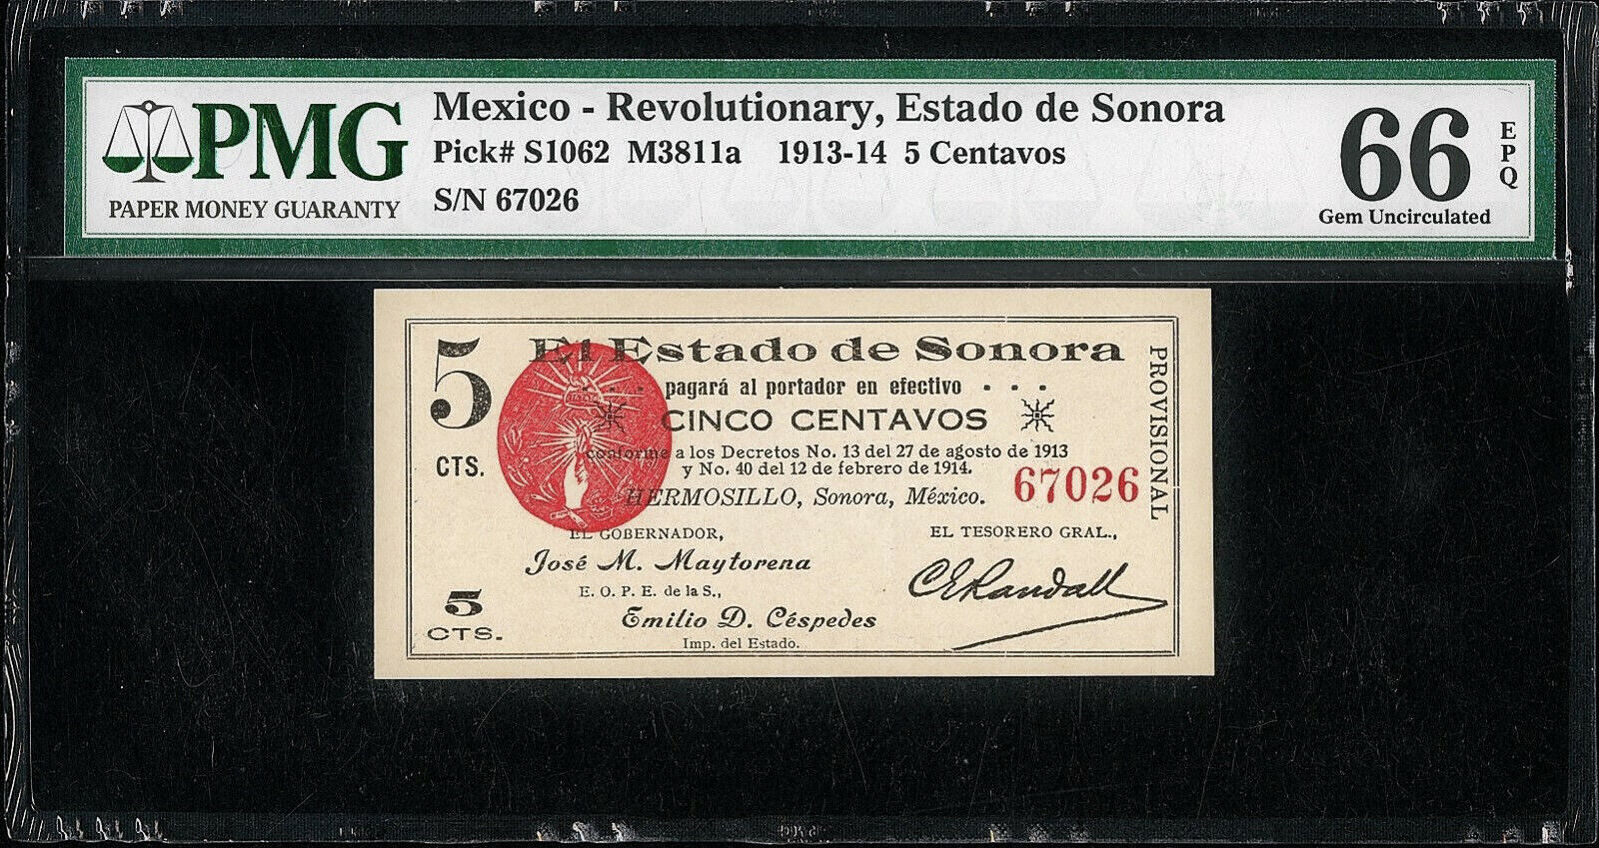 PMG
PAPER MONEY GUARANTY
Mexico - Revolutionary, Estado de Sonora
Pick# S1062 M3811a 1913-14 5 Centavos
S/N 67026
66
EPQ
Gem Uncirculated
5
CTS.
El Estado de Sonora
pagará al portador en efectivo
CINCO CENTAVOS
conforme a los Decretos No. 13 del 27 de agosto de 1913
y No. 40 del 12 de febrero de 1914.
HERMOSILLO, Sonora, México.
67026
PROVISIONAL
EL GOBERNADOR,
José M. Maytorena
E. O. P. E. de la S.,
Emilio D. Céspedes
Imp. del Estado.
EL TESORERO GRAL.,
CERandall
5
CTS.